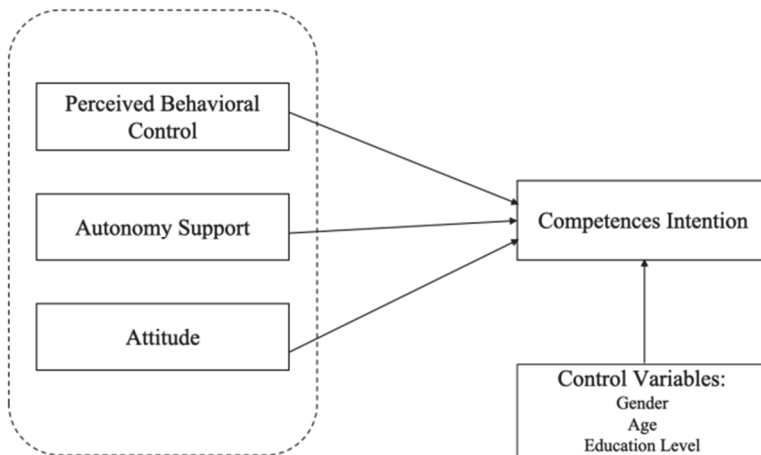 Perceived Behavioral
Control
Autonomy Support
Attitude
Competences Intention
Control Variables:
Gender
Age
Education Level